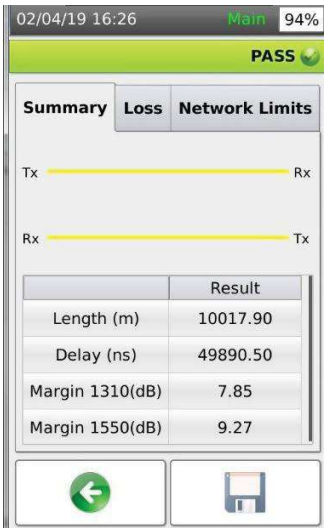 02/04/19 16:26 Main 94%
PASS
Summary Loss Network Limits
Tx Rx
Rx Tx
Result
Length (m) 10017.90
Delay (ns) 49890.50
Margin 1310(dB) 7.85
Margin 1550(dB) 9.27